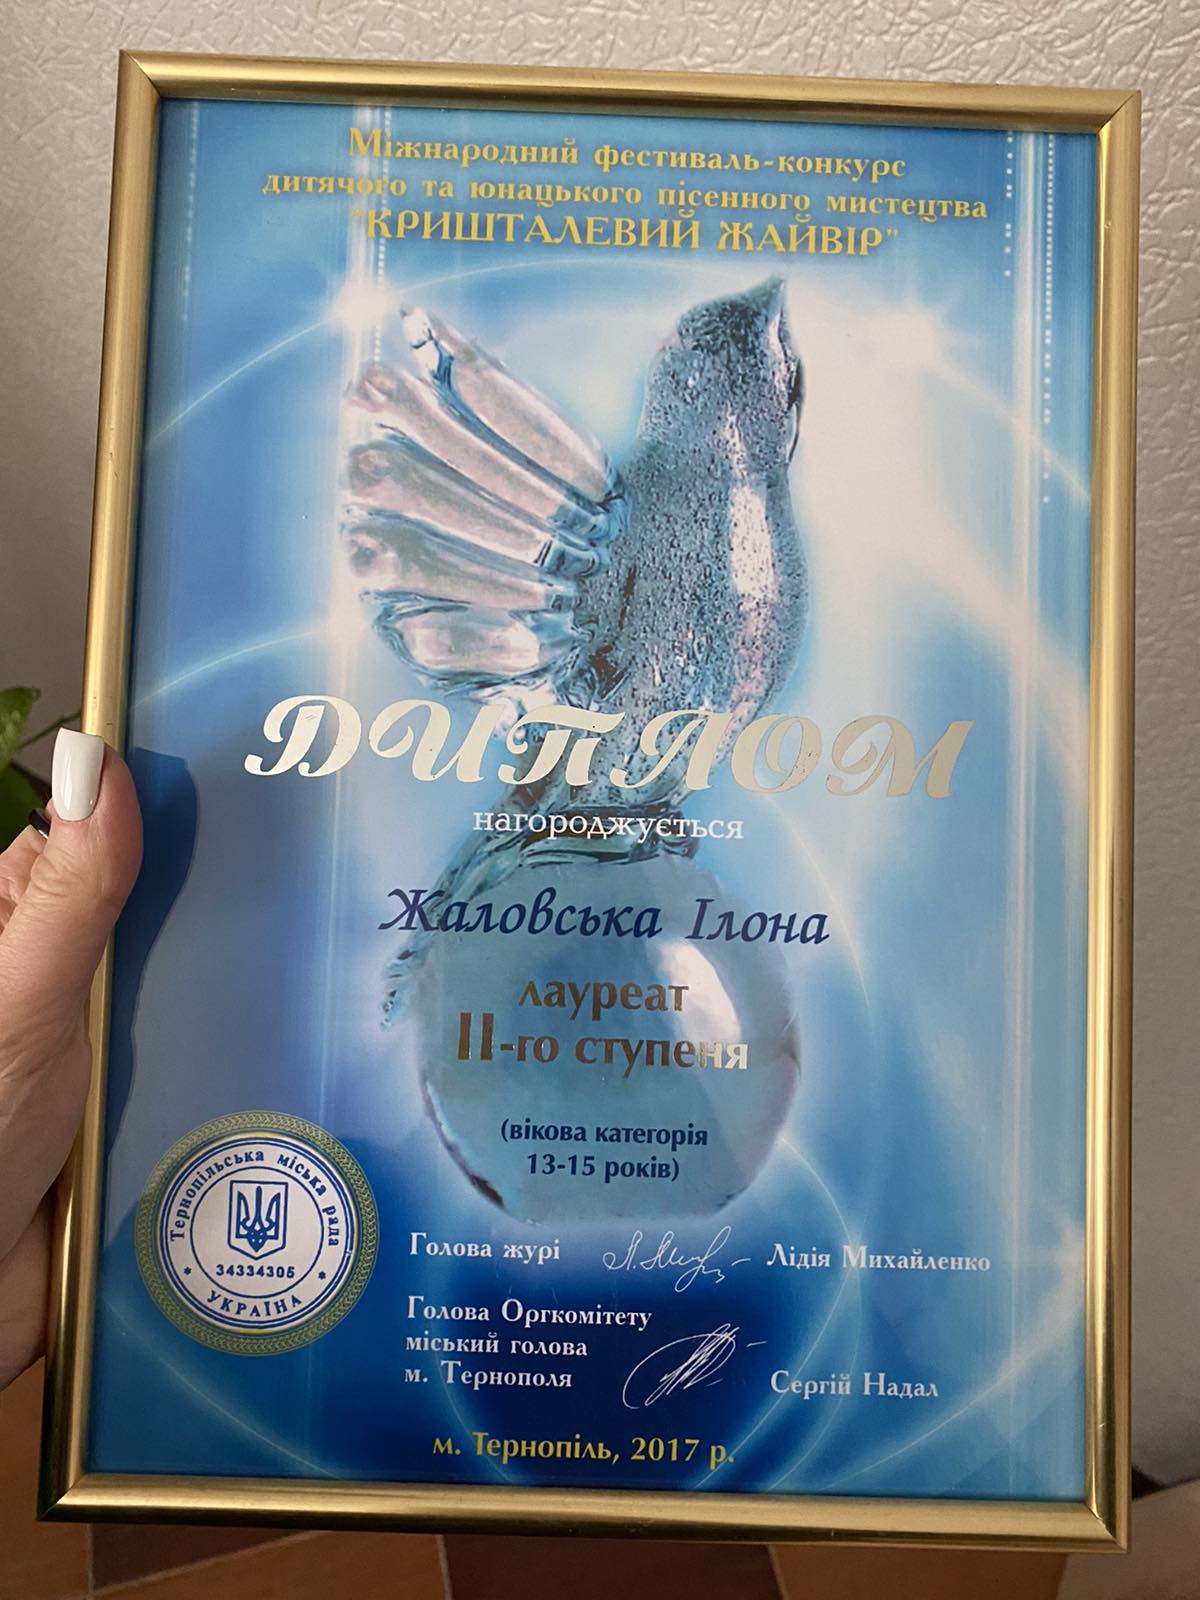 Міжнародний фестиваль-конкурс
дитячого та юнацького пісенного мистецтва
"КРИШТАЛЕВИЙ ЖАЙВІР"
ДИПЛОМ
нагороджується
Жаловська Ілона
лауреат
ІІ-го ступеня
(вікова категорія
13-15 років)
Тернопільська міська рада
34334305
* УКРАЇНА *
Голова журі Лідія Михайленко
Голова Оргкомітету
міський голова
м. Тернополя Сергій Надал
м. Тернопіль, 2017 р.